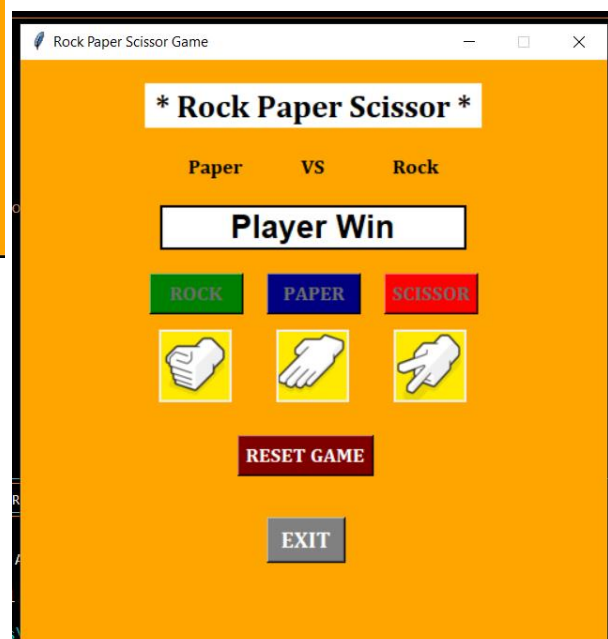 Rock Paper Scissor Game
* Rock Paper Scissor *
Paper VS Rock
Player Win
ROCK PAPER SCISSOR
RESET GAME
EXIT